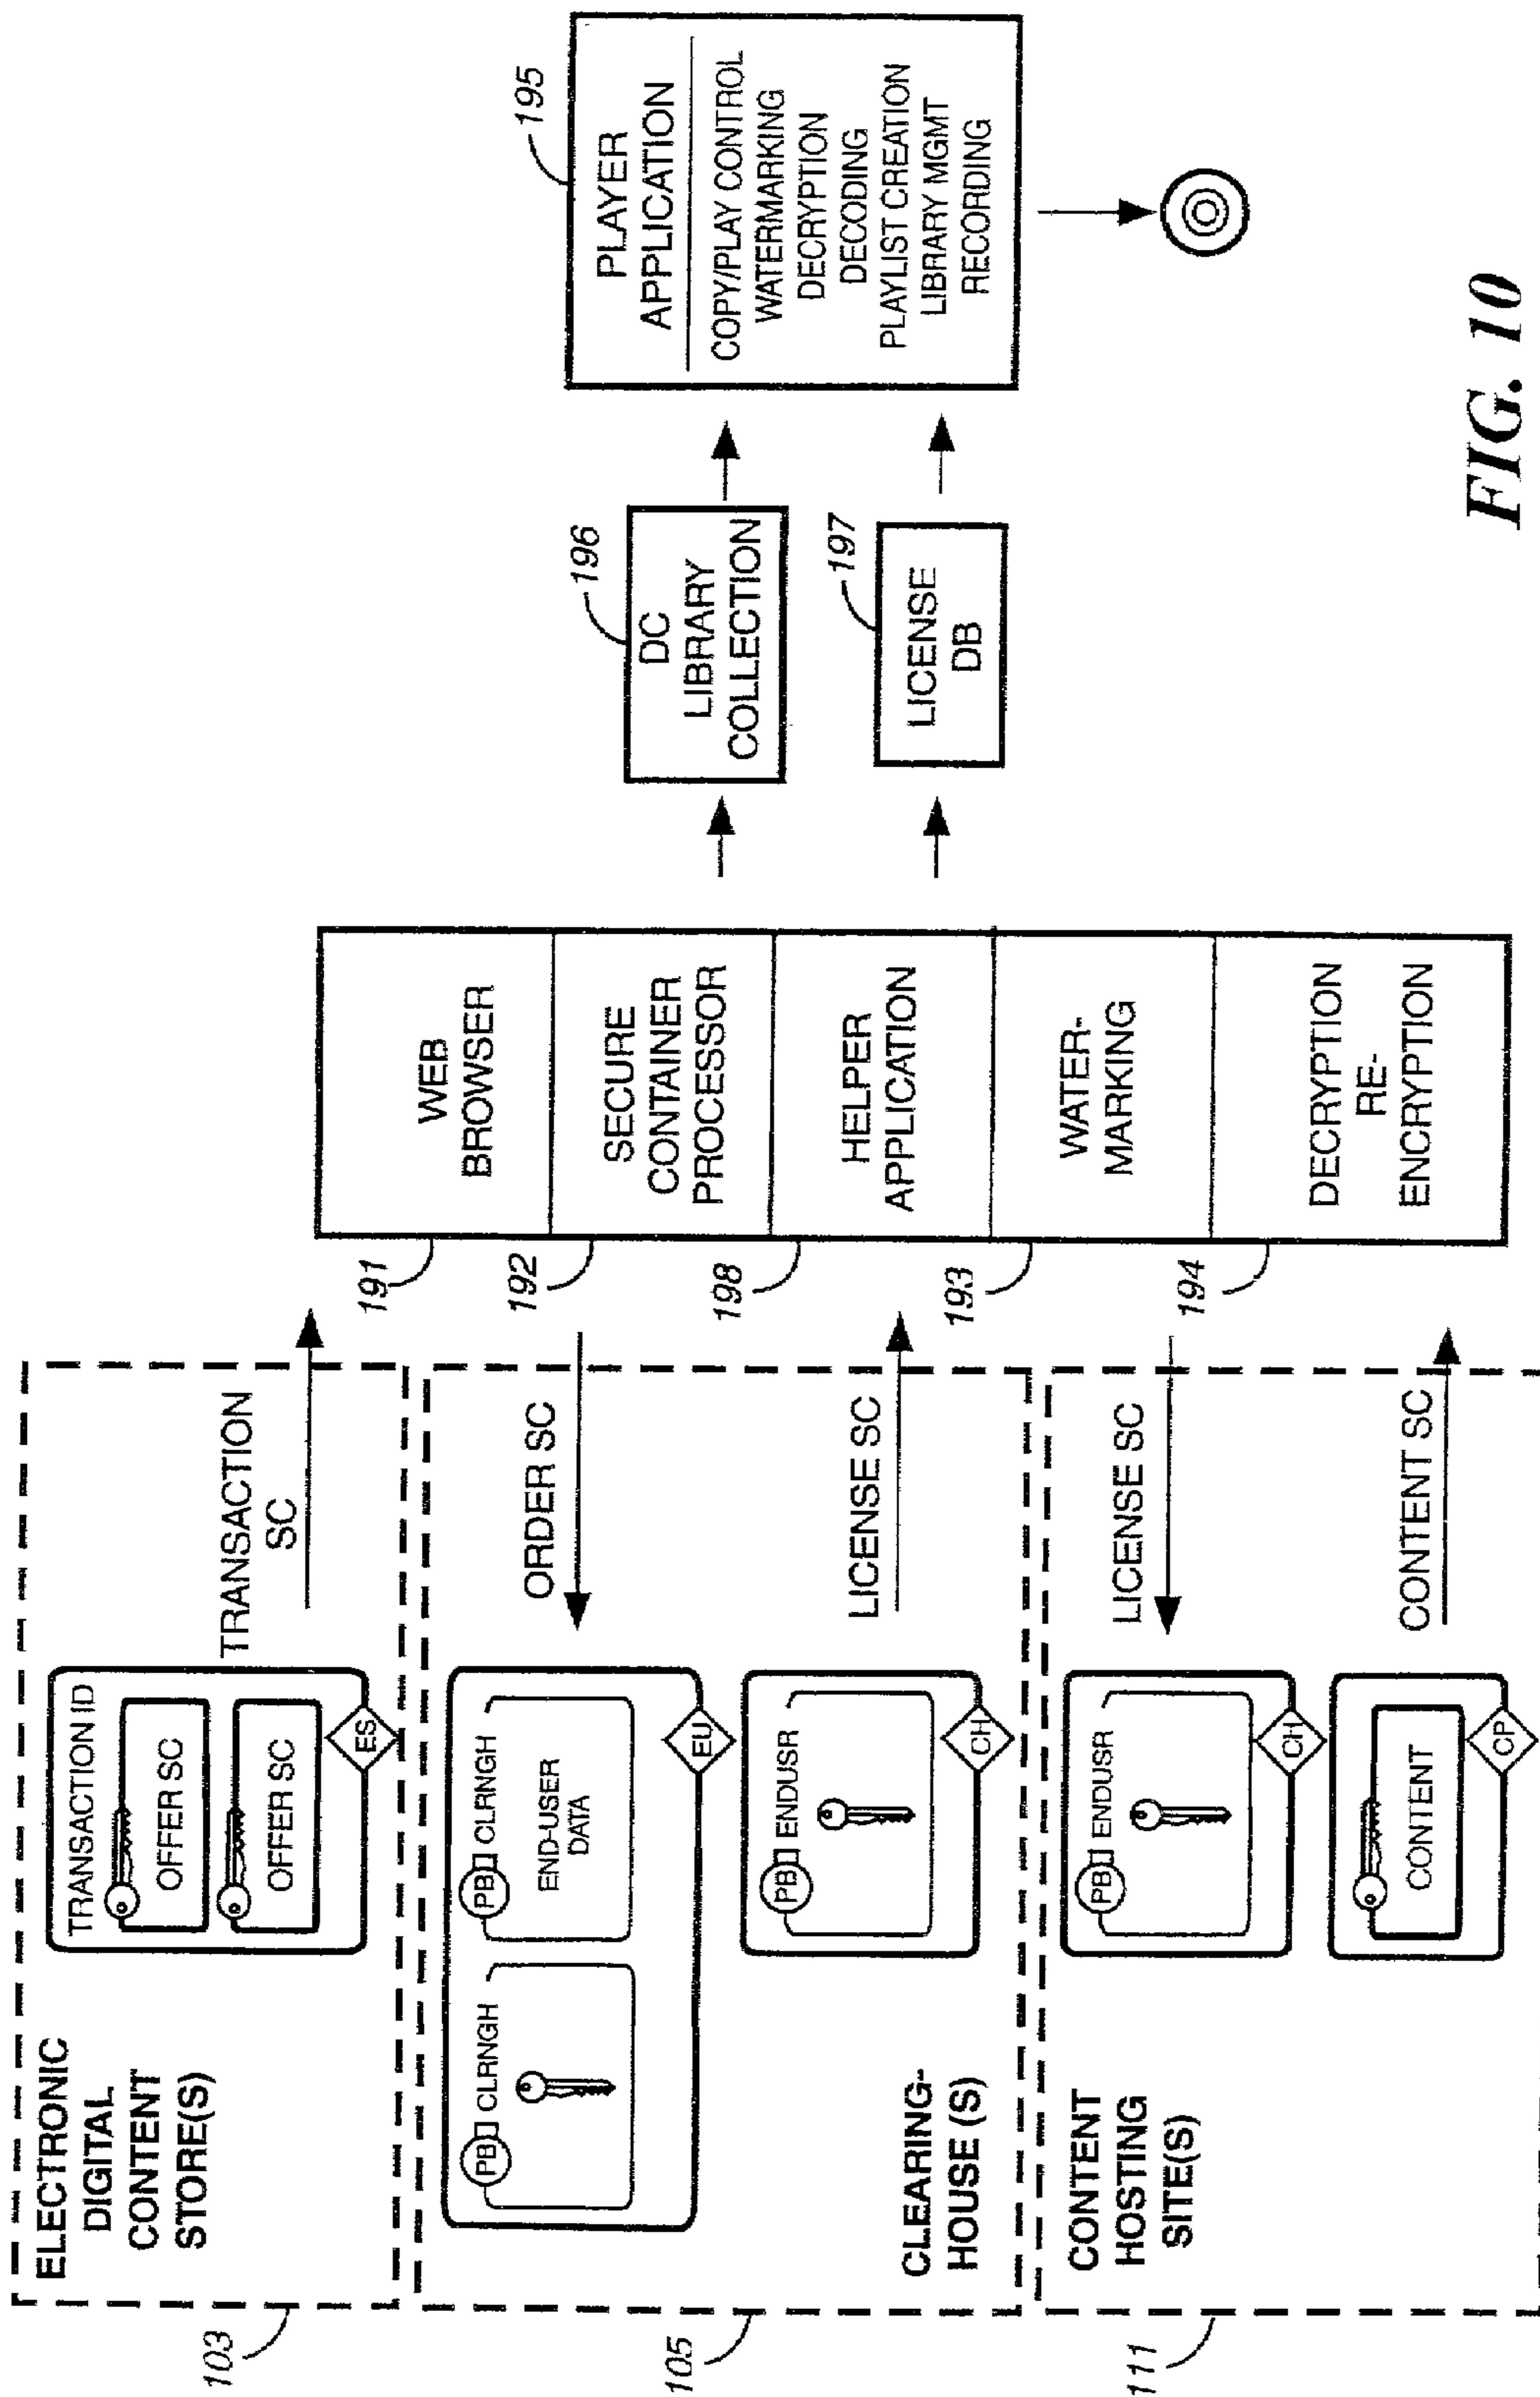 103
ELECTRONIC
DIGITAL
CONTENT
STORE(S)
TRANSACTION ID
OFFER SC
OFFER SC
ES
TRANSACTION
SC
105
PB CLRNGH
PB CLRNGH
END-USER
DATA
EU
ORDER SC
CLEARING-
HOUSE (S)
PB ENDUSR
CH
LICENSE SC
111
CONTENT
HOSTING
SITE(S)
PB ENDUSR
CH
LICENSE SC
CONTENT
CP
CONTENT SC
191
WEB
BROWSER
192
SECURE
CONTAINER
PROCESSOR
198
HELPER
APPLICATION
193
WATER-
MARKING
194
DECRYPTION
RE-
ENCRYPTION
196
DC
LIBRARY
COLLECTION
197
LICENSE
DB
195
PLAYER
APPLICATION
COPY/PLAY CONTROL
WATERMARKING
DECRYPTION
DECODING
PLAYLIST CREATION
LIBRARY MGMT
RECORDING
FIG. 10